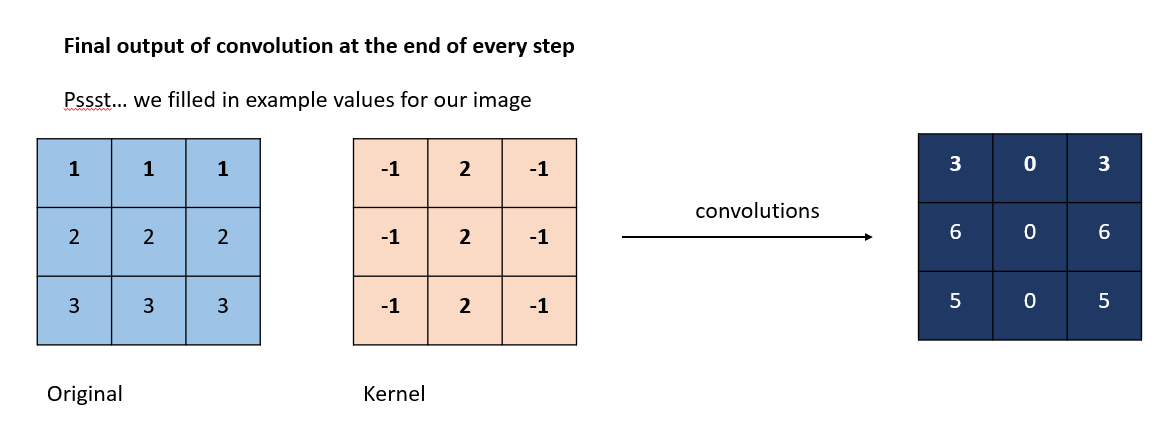 Final output of convolution at the end of every step
Pssst... we filled in example values for our image
1 1 1
2 2 2
3 3 3
-1 2 -1
-1 2 -1
-1 2 -1
convolutions
3 0 3
6 0 6
5 0 5
Original
Kernel